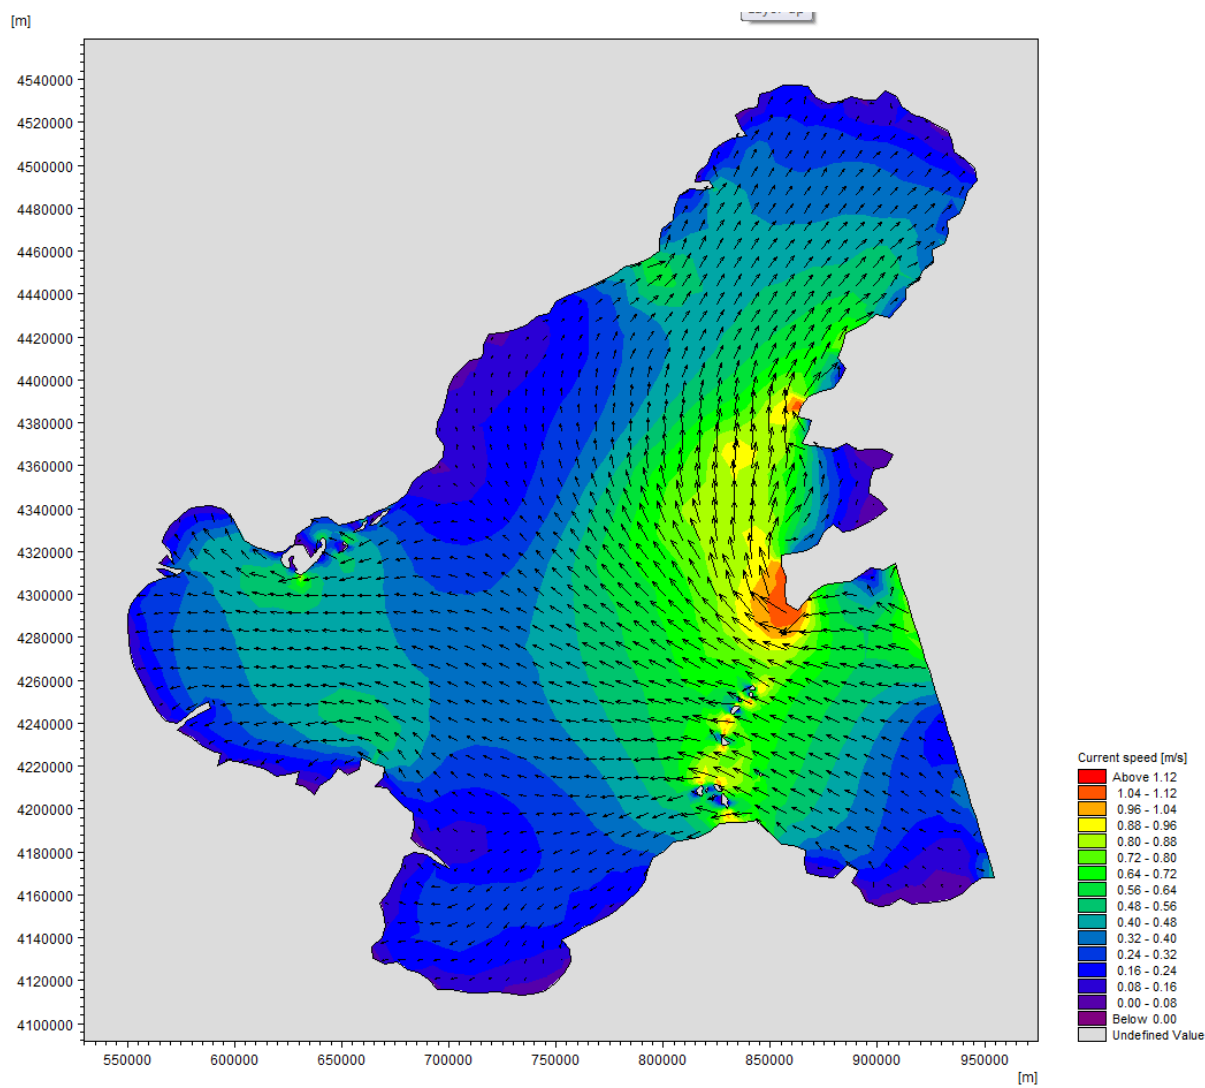 [m]
4540000
4520000
4500000
4480000
4460000
4440000
4420000
4400000
4380000
4360000
4340000
4320000
4300000
4280000
4260000
4240000
4220000
4200000
4180000
4160000
4140000
4120000
4100000
550000 600000 650000 700000 750000 800000 850000 900000 950000
[m]
Current speed [m/s]
Above 1.12
1.04 - 1.12
0.96 - 1.04
0.88 - 0.96
0.80 - 0.88
0.72 - 0.80
0.64 - 0.72
0.56 - 0.64
0.48 - 0.56
0.40 - 0.48
0.32 - 0.40
0.24 - 0.32
0.16 - 0.24
0.08 - 0.16
0.00 - 0.08
Below 0.00
Undefined Value